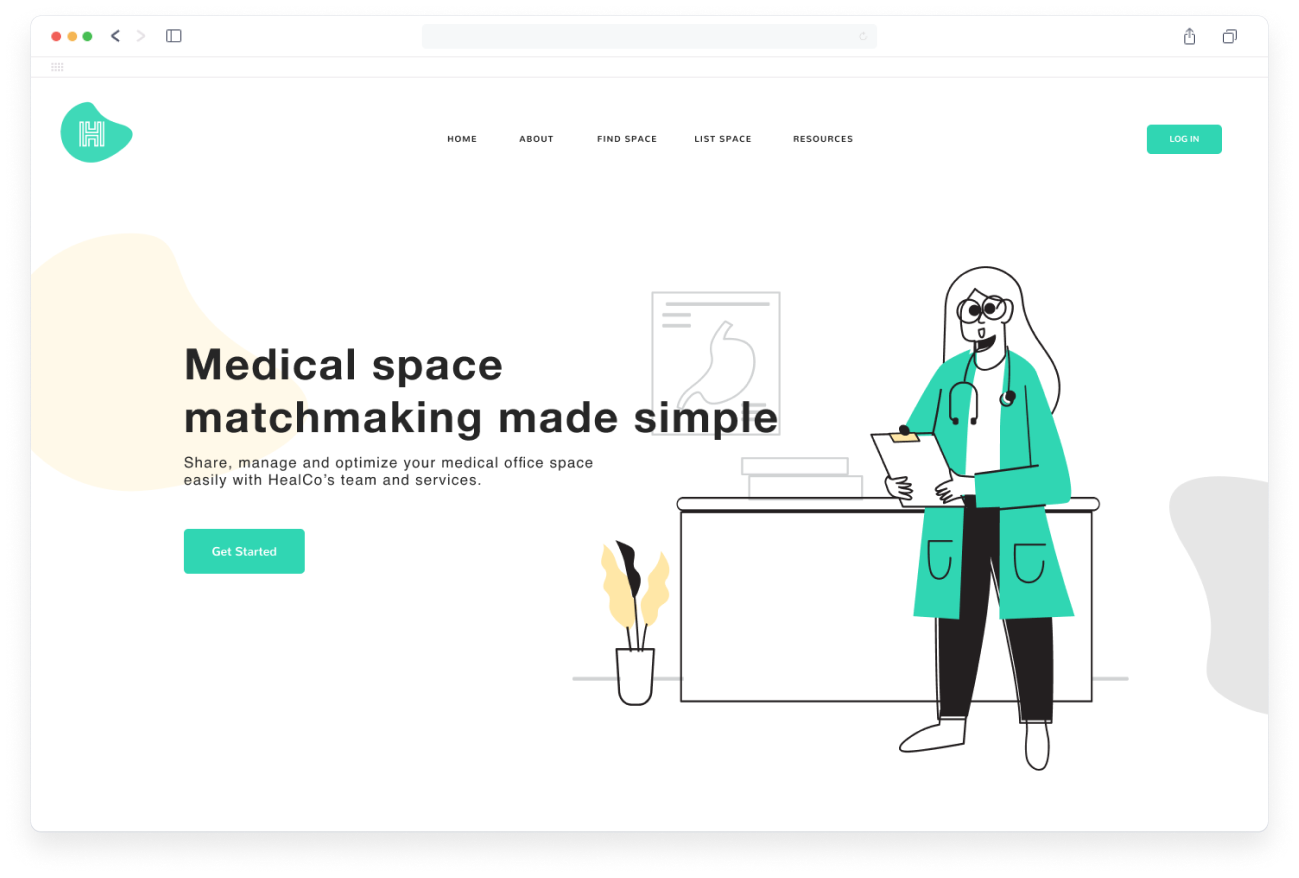 H
HOME ABOUT FIND SPACE LIST SPACE RESOURCES LOG IN
Medical space
matchmaking made simple
Share, manage and optimize your medical office space
easily with HealCo’s team and services.
Get Started